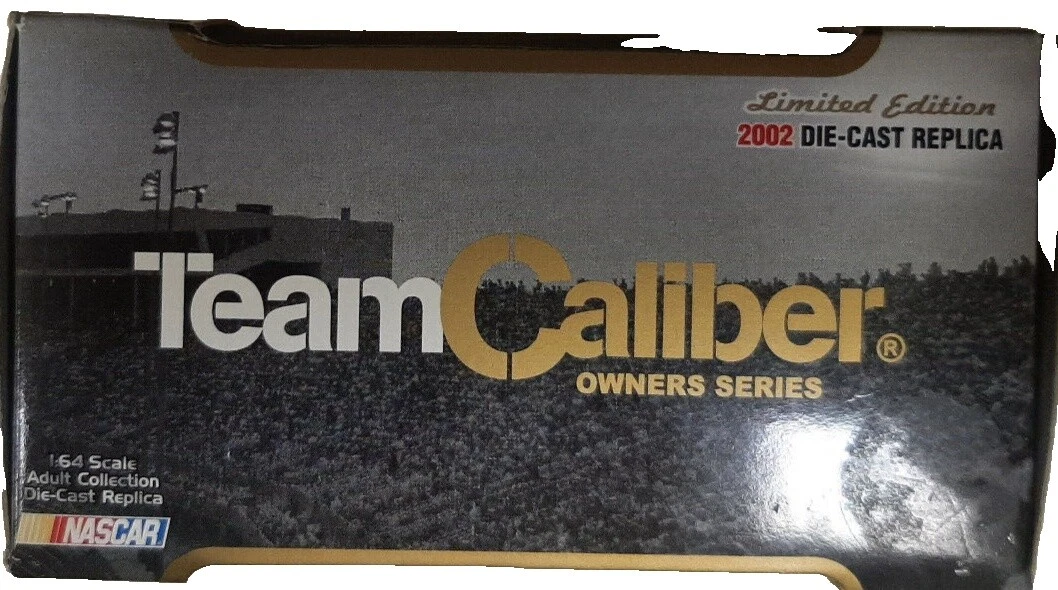 Limited Edition
2002 DIE-CAST REPLICA
TeamCaliber®
OWNERS SERIES
1:64 Scale
Adult Collection
Die-Cast Replica
NASCAR